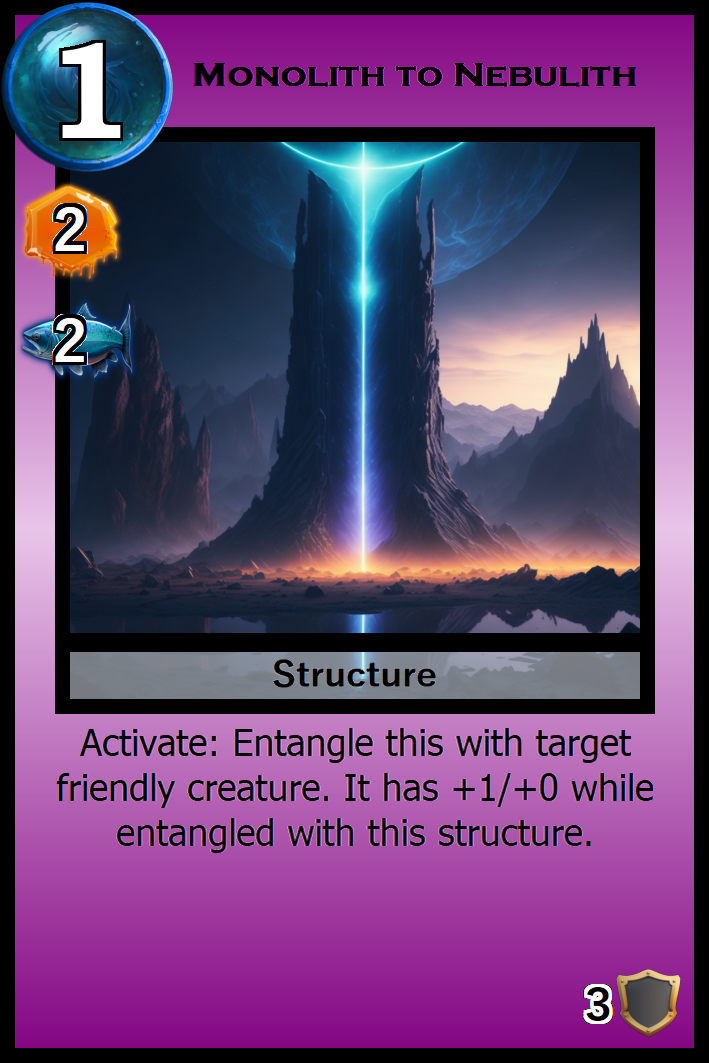 1
Monolith to Nebulith
2
2
Structure
Activate: Entangle this with target
friendly creature. It has +1/+0 while
entangled with this structure.
3